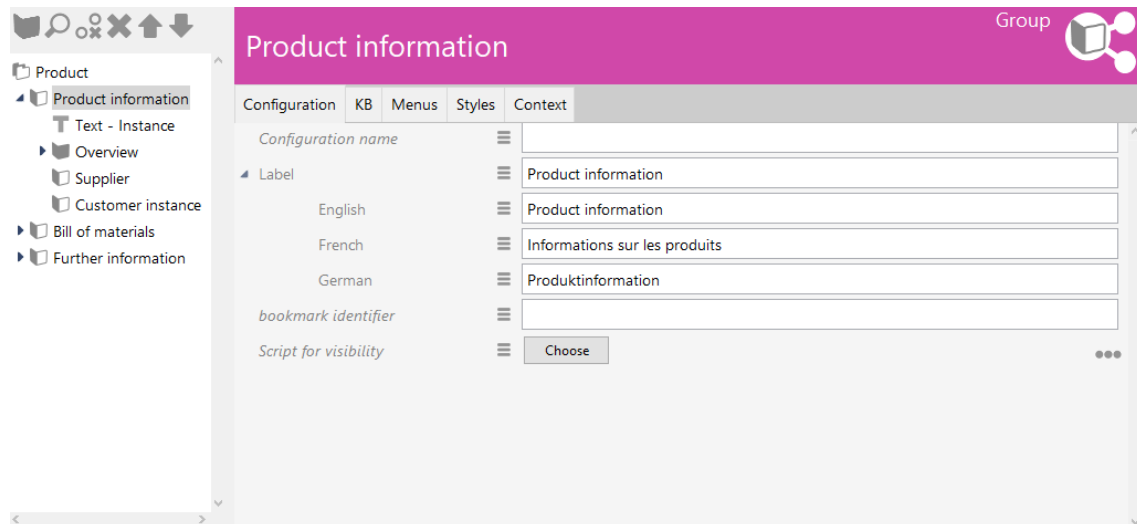 Group
Product information
Product
Product information
Text - Instance
Overview
Supplier
Customer instance
Bill of materials
Further information
Configuration KB Menus Styles Context
Configuration name
Label Product information
English Product information
French Informations sur les produits
German Produktinformation
bookmark identifier
Script for visibility Choose